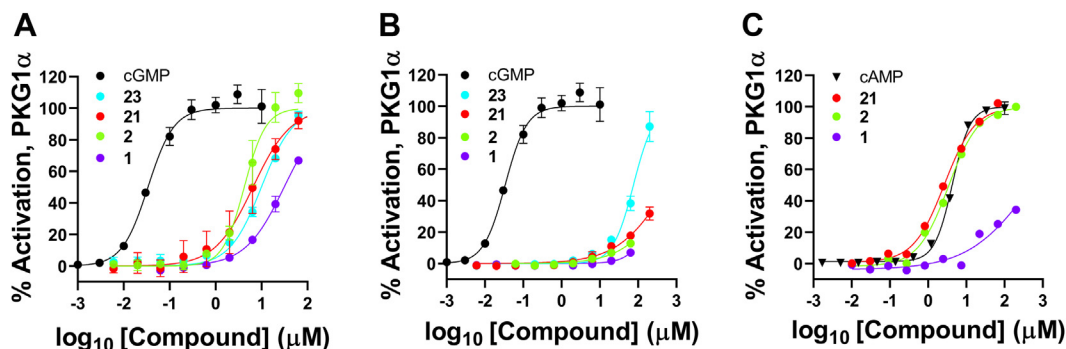 A
% Activation, PKG1α
120
100
80
60
40
20
0
cGMP
23
21
2
1
-3 -2 -1 0 1 2
log10 [Compound] (μM)
B
% Activation, PKG1α
120
100
80
60
40
20
0
cGMP
23
21
2
1
-3 -2 -1 0 1 2 3
log10 [Compound] (μM)
C
% Activation, PKG1α
120
100
80
60
40
20
0
cAMP
21
2
1
-3 -2 -1 0 1 2 3
log10 [Compound] (μM)